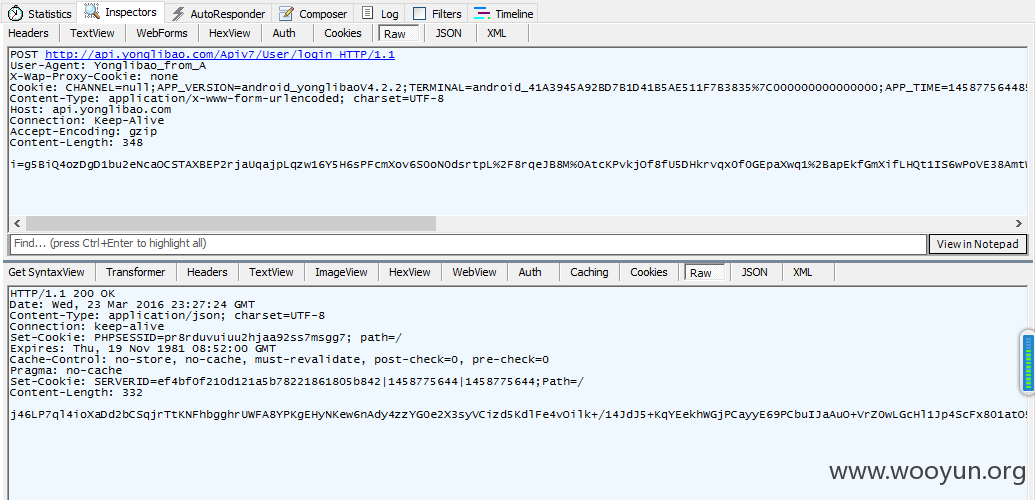 Statistics Inspectors AutoResponder Composer Log Filters Timeline
Headers TextView WebForms HexView Auth Cookies Raw JSON XML
POST http://api.yonglibao.com/Apiv7/User/login HTTP/1.1
User-Agent: Yonglibao_from_A
X-Wap-Proxy-Cookie: none
Cookie: CHANNEL=null;APP_VERSION=android_yonglibaoV4.2.2;TERMINAL=android_41A3945A92BD7B1D41B5AE511F7B3835%7C000000000000000;APP_TIME=1458775644485
Content-Type: application/x-www-form-urlencoded; charset=UTF-8
Host: api.yonglibao.com
Connection: Keep-Alive
Accept-Encoding: gzip
Content-Length: 348
i=g5BiQ4ozDgD1bu2eNcaOCSTAXBEP2rjaUqajpLqzw16Y5H6sPFcmXov6SOoNOdsrtpL%2F8rqeJB8M%0AtcKPvkjOf8fU5DHkrvqxOfOGEpaXwq1%2BapEkfGmXifLHQt1IS6wPoVE38Amt
Find... (press Ctrl+Enter to highlight all) View in Notepad
Get SyntaxView Transformer Headers TextView ImageView HexView WebView Auth Caching Cookies Raw JSON XML
HTTP/1.1 200 OK
Date: Wed, 23 Mar 2016 23:27:24 GMT
Content-Type: application/json; charset=UTF-8
Connection: keep-alive
Set-Cookie: PHPSESSID=pr8rduvuiuu2hjaa92ss7msgg7; path=/
Expires: Thu, 19 Nov 1981 08:52:00 GMT
Cache-Control: no-store, no-cache, must-revalidate, post-check=0, pre-check=0
Pragma: no-cache
Set-Cookie: SERVERID=ef4bf0f210d121a5b78221861805b842|1458775644|1458775644;Path=/
Content-Length: 332
j46LP7ql4ioXaDd2bCSqjrTtKNFhbgghrUWFA8YPKgEHyNKew6nAdy4zzYGOe2X3syVCizd5KdlFe4vOilk+/14JdJ5+KqYEekhWGjPCayyE69PCbuIJaAuO+VrZ0wLGcHl1Jp4ScFx8O1atO
www.wooyun.org